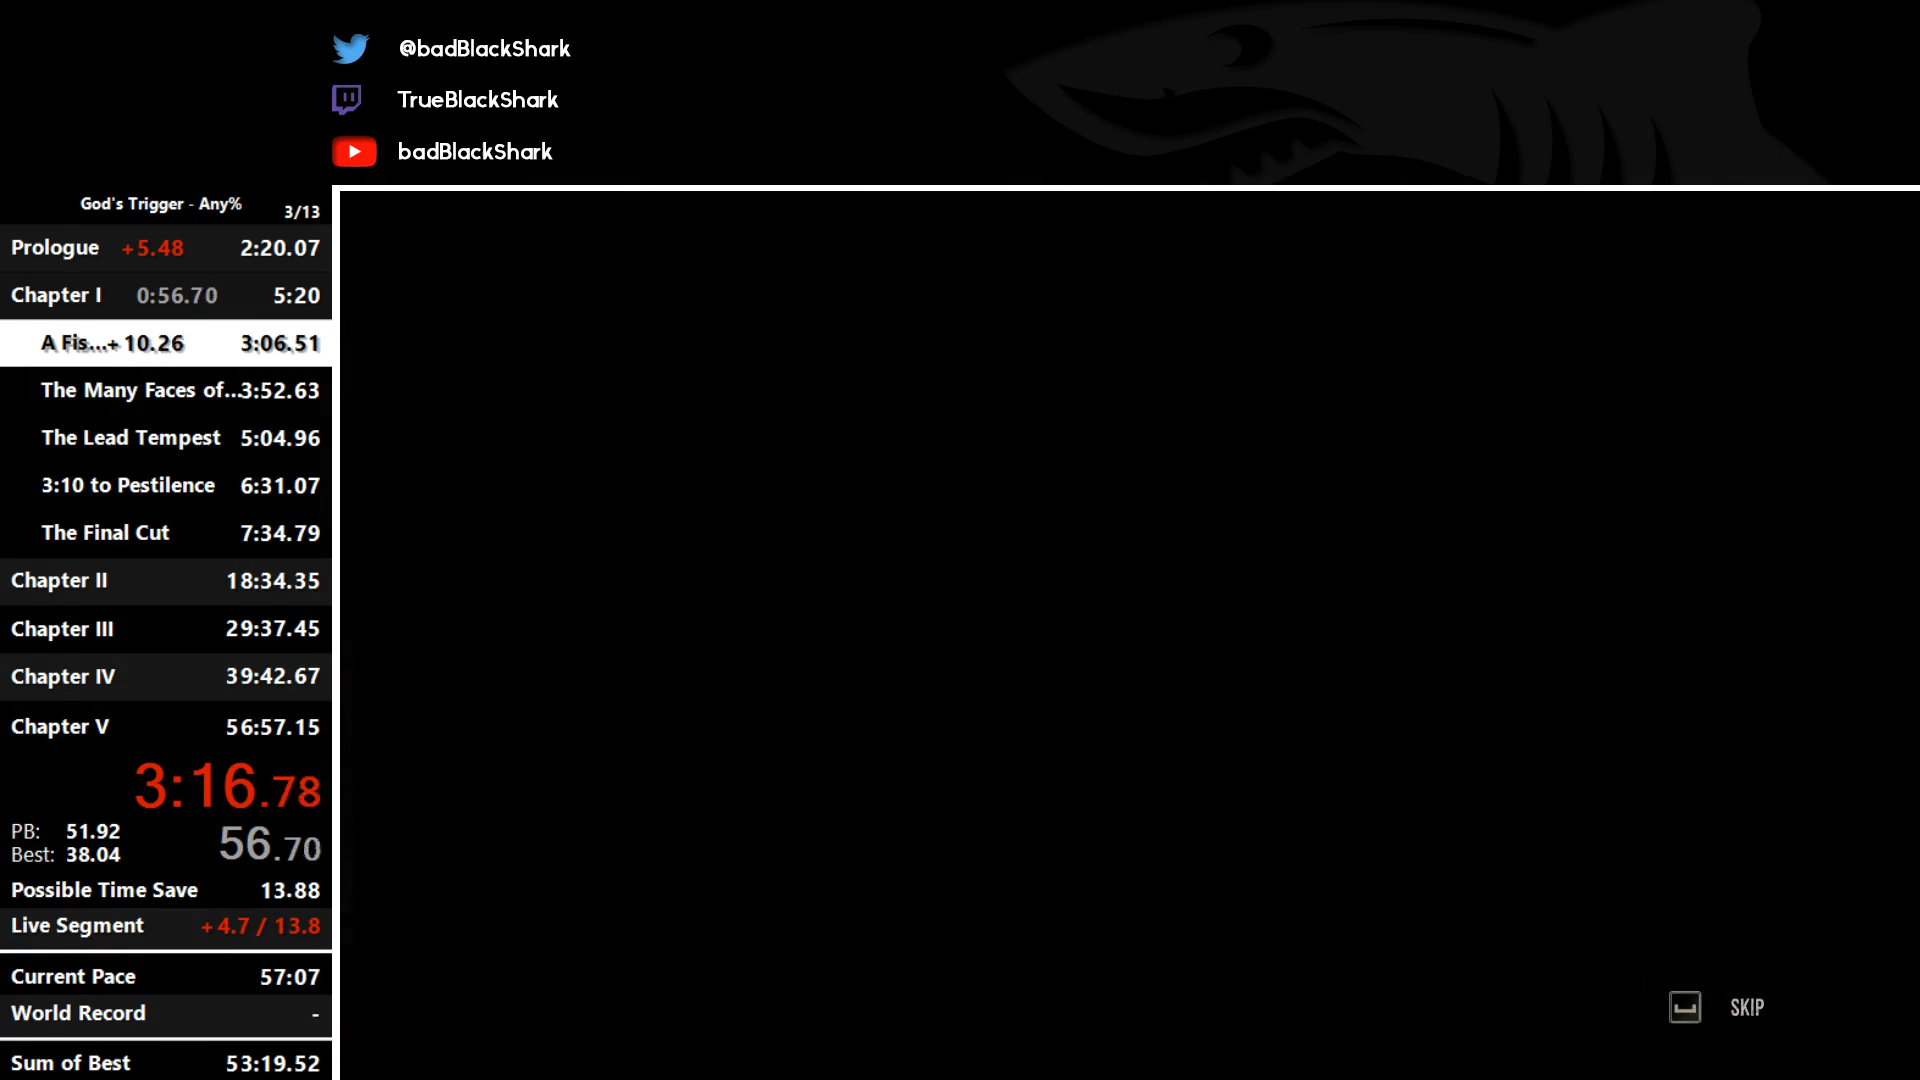 @badBlackShark
TrueBlackShark
badBlackShark
God's Trigger - Any%
3/13
Prologue +5.48 2:20.07
Chapter I 0:56.70 5:20
A Fis...+ 10.26 3:06.51
The Many Faces of...3:52.63
The Lead Tempest 5:04.96
3:10 to Pestilence 6:31.07
The Final Cut 7:34.79
Chapter II 18:34.35
Chapter III 29:37.45
Chapter IV 39:42.67
Chapter V 56:57.15
3:16.78
PB: 51.92
Best: 38.04
56.70
Possible Time Save 13.88
Live Segment +4.7 / 13.8
Current Pace 57:07
World Record -
Sum of Best 53:19.52
SKIP